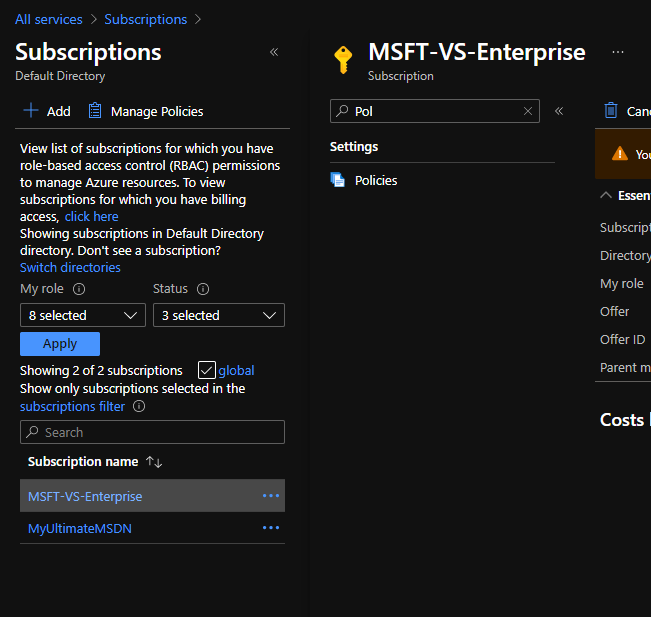 All services > Subscriptions >
Subscriptions
Default Directory
Add
Manage Policies
View list of subscriptions for which you have
role-based access control (RBAC) permissions
to manage Azure resources. To view
subscriptions for which you have billing
access, click here
Showing subscriptions in Default Directory
directory. Don't see a subscription?
Switch directories
My role
Status
8 selected
3 selected
Apply
Showing 2 of 2 subscriptions
global
Show only subscriptions selected in the
subscriptions filter
Search
Subscription name
MSFT-VS-Enterprise
MyUltimateMSDN
MSFT-VS-Enterprise
Subscription
Pol
Settings
Policies
Canc
You
Essen
Subscript
Directory
My role
Offer
Offer ID
Parent m
Costs